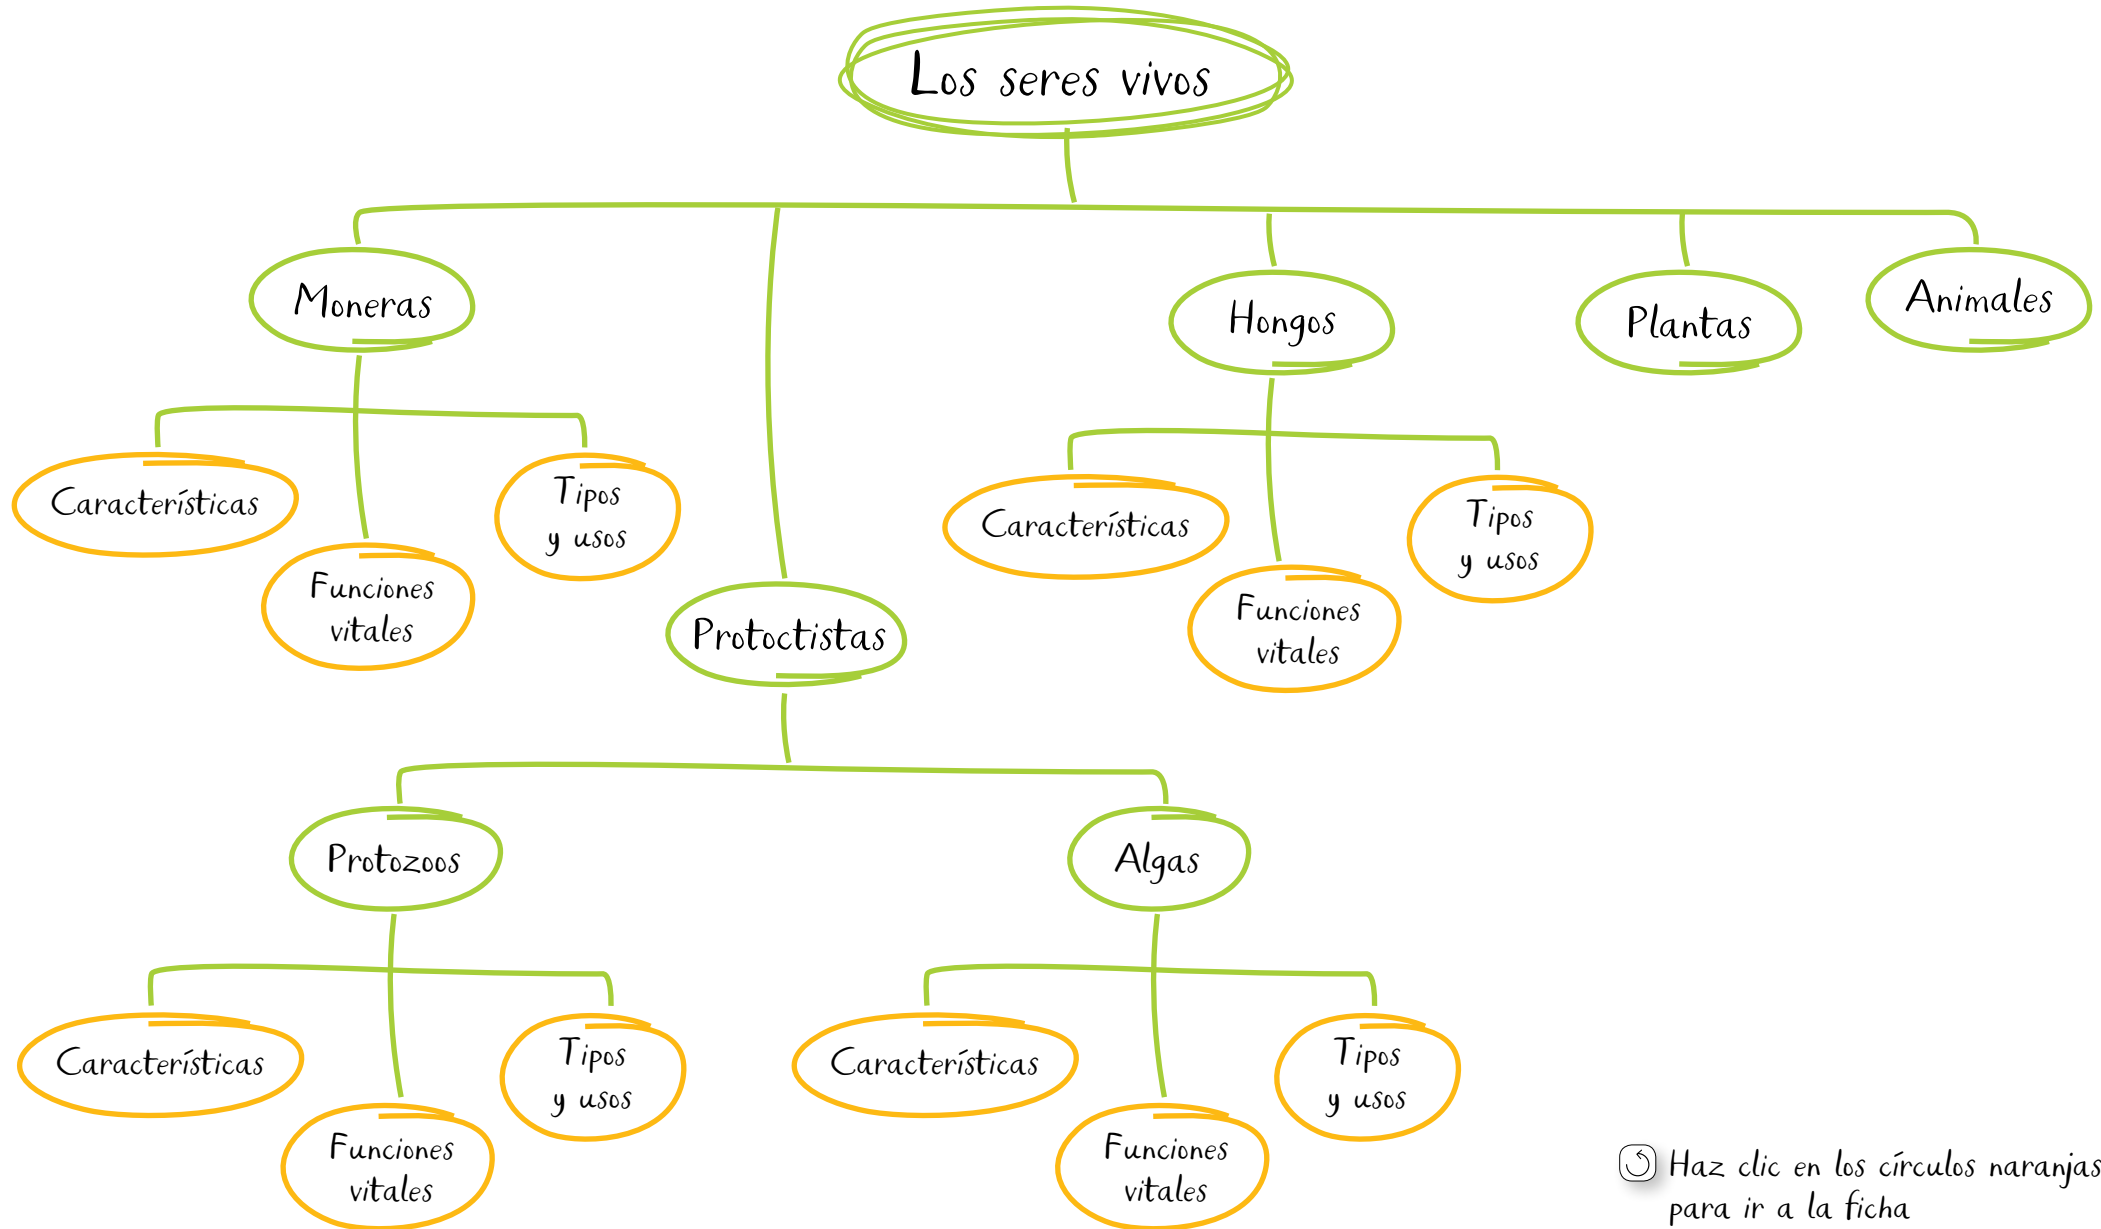 Los seres vivos
Moneras
Hongos
Plantas
Animales
Características
Funciones
vitales
Tipos
y usos
Características
Funciones
vitales
Tipos
y usos
Protoctistas
Protozoos
Algas
Características
Funciones
vitales
Tipos
y usos
Características
Funciones
vitales
Tipos
y usos
Haz clic en los círculos naranjas
para ir a la ficha